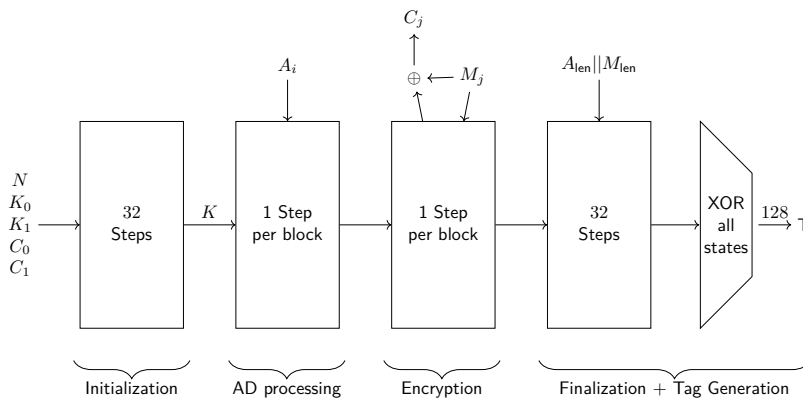 C_j
A_i
⊕
M_j
A_len||M_len
N
K_0
K_1
C_0
C_1
32
Steps
K
1 Step
per block
1 Step
per block
32
Steps
XOR
all
states
128
T
Initialization
AD processing
Encryption
Finalization + Tag Generation